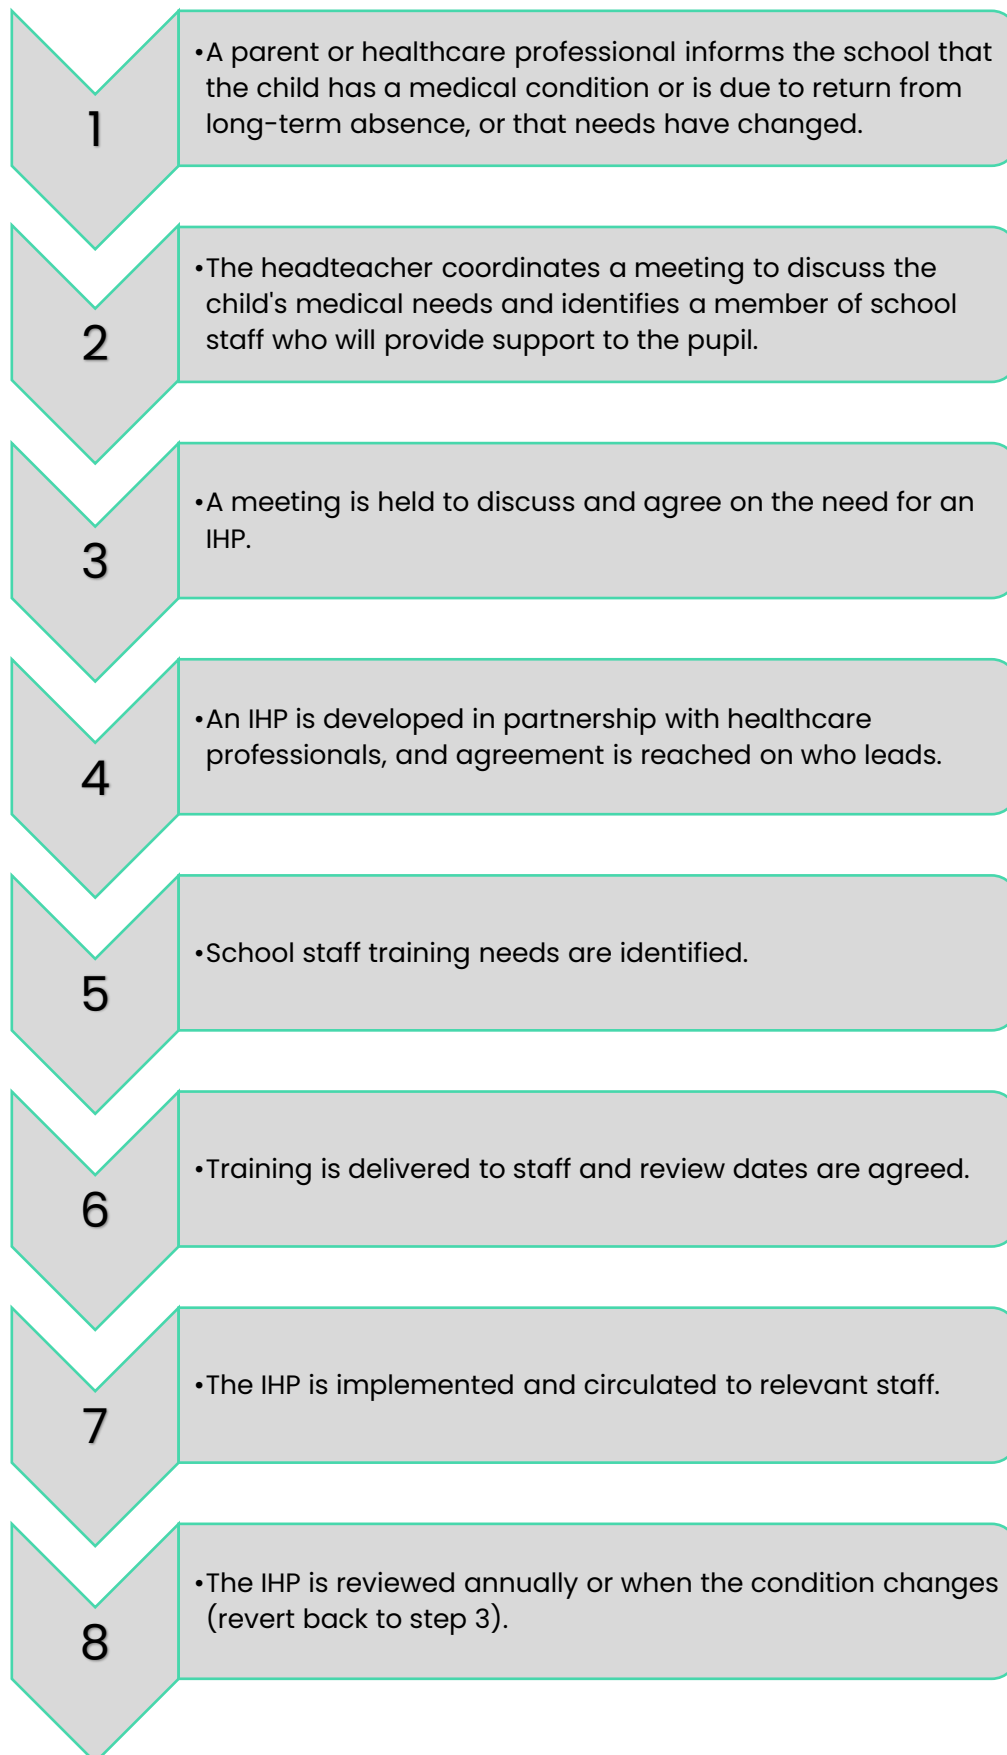 1
•A parent or healthcare professional informs the school that
the child has a medical condition or is due to return from
long-term absence, or that needs have changed.
2
•The headteacher coordinates a meeting to discuss the
child's medical needs and identifies a member of school
staff who will provide support to the pupil.
3
•A meeting is held to discuss and agree on the need for an
IHP.
4
•An IHP is developed in partnership with healthcare
professionals, and agreement is reached on who leads.
5
•School staff training needs are identified.
6
•Training is delivered to staff and review dates are agreed.
7
•The IHP is implemented and circulated to relevant staff.
8
•The IHP is reviewed annually or when the condition changes
(revert back to step 3).